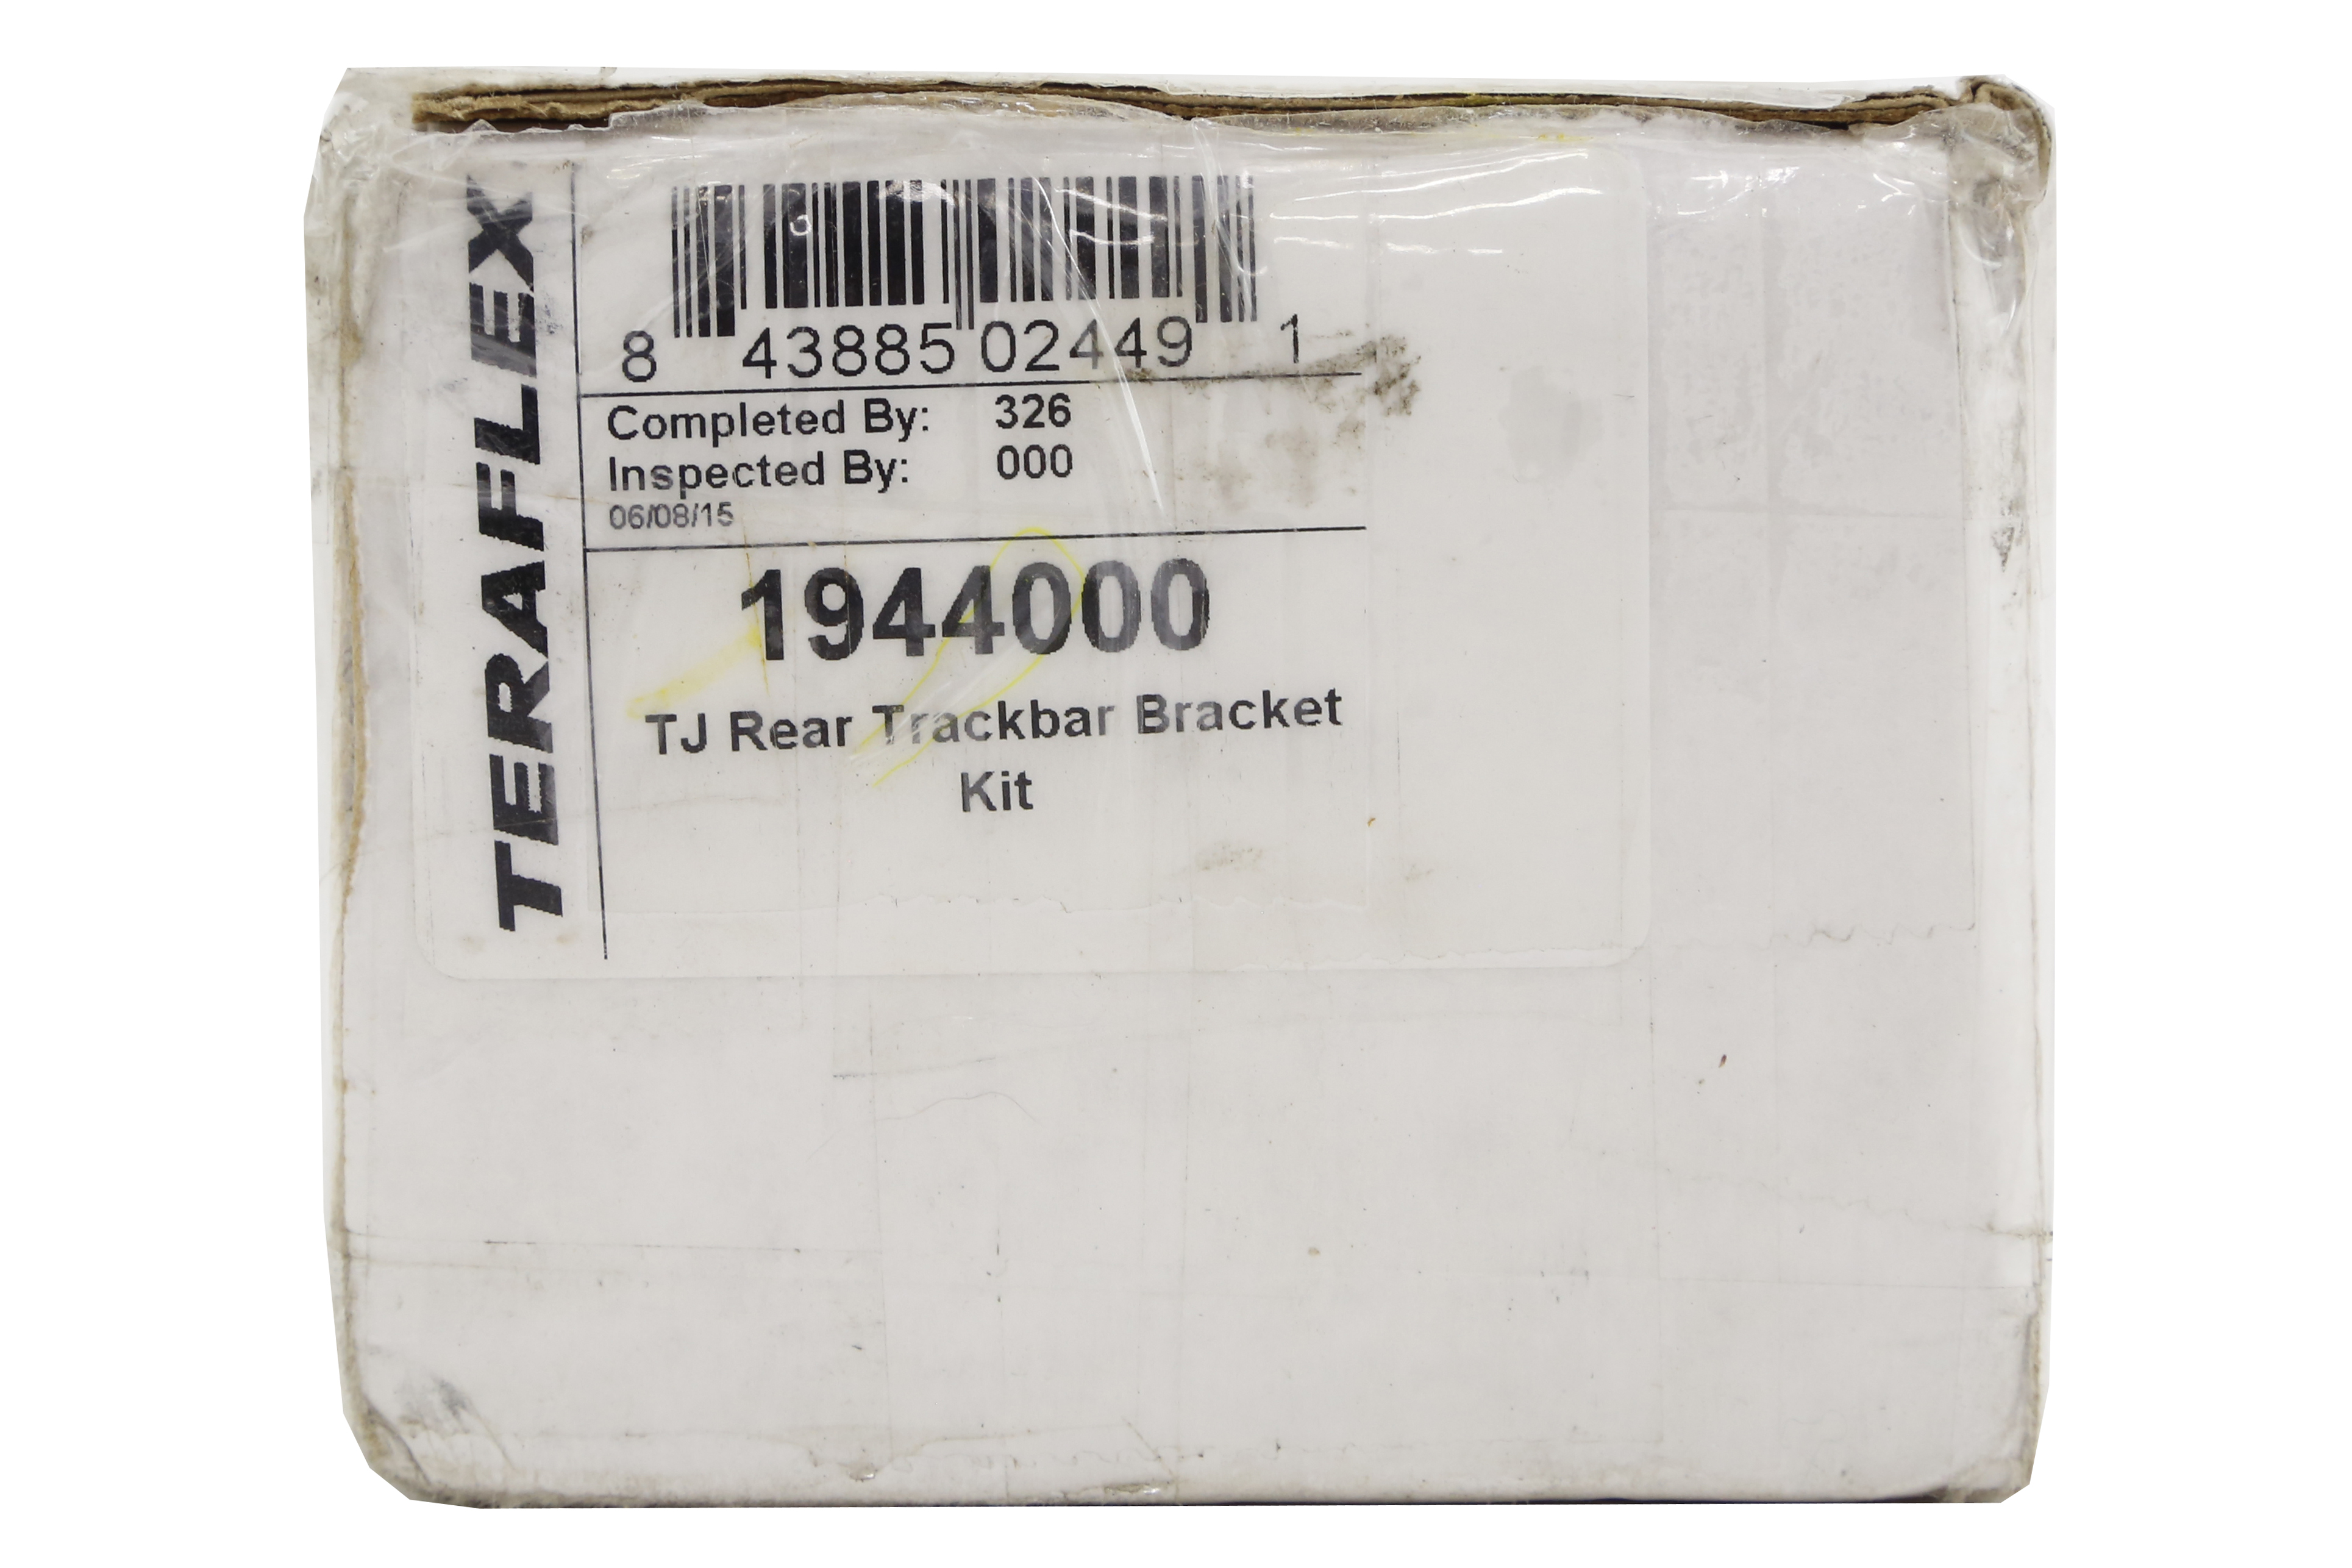 TERAFLEX
8 43885 02449 1
Completed By: 326
Inspected By: 000
06/08/15
1944000
TJ Rear Trackbar Bracket
Kit